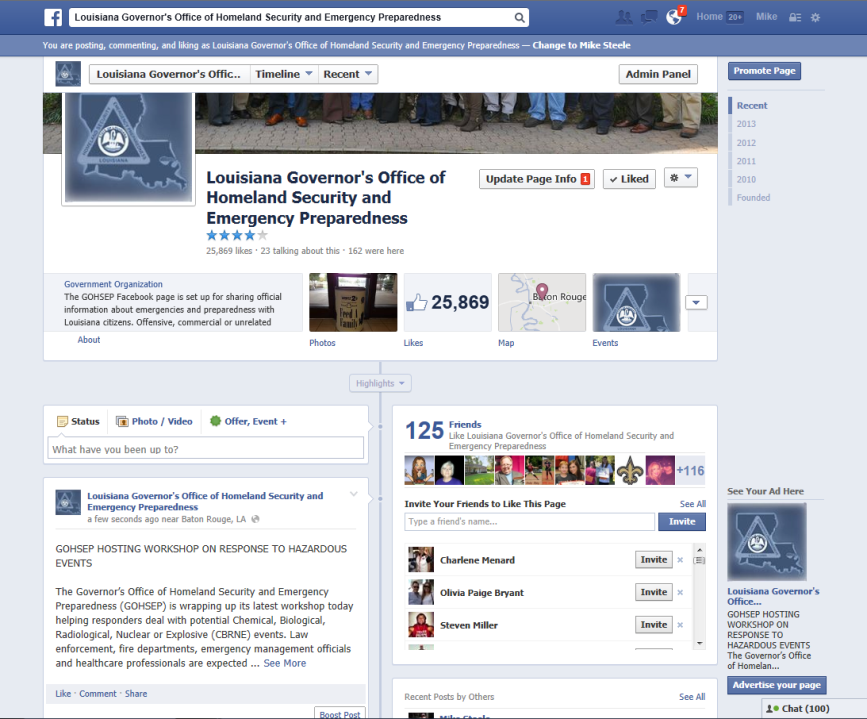 Louisiana Governor's Office of Homeland Security and Emergency Preparedness
7
Home 20+ Mike
You are posting, commenting, and liking as Louisiana Governor's Office of Homeland Security and Emergency Preparedness — Change to Mike Steele
Louisiana Governor's Offic... Timeline Recent Admin Panel
Promote Page
Recent
2013
2012
2011
2010
Founded
LOUISIANA
Louisiana Governor's Office of
Homeland Security and
Emergency Preparedness
Update Page Info 1 Liked
25,869 likes · 23 talking about this · 162 were here
Government Organization
The GOHSEP Facebook page is set up for sharing official
information about emergencies and preparedness with
Louisiana citizens. Offensive, commercial or unrelated
About
Feed A
Family
Photos
25,869
Likes
Baton Rouge
Map
Events
Highlights
Status Photo / Video Offer, Event +
What have you been up to?
Louisiana Governor's Office of Homeland Security and
Emergency Preparedness
a few seconds ago near Baton Rouge, LA
GOHSEP HOSTING WORKSHOP ON RESPONSE TO HAZARDOUS
EVENTS
The Governor's Office of Homeland Security and Emergency
Preparedness (GOHSEP) is wrapping up its latest workshop today
helping responders deal with potential Chemical, Biological,
Radiological, Nuclear or Explosive (CBRNE) events. Law
enforcement, fire departments, emergency management officials
and healthcare professionals are expected ... See More
Like · Comment · Share
Boost Post
125 Friends
Like Louisiana Governor's Office of Homeland Security and
Emergency Preparedness
+116
Invite Your Friends to Like This Page See All
Type a friend's name... Invite
Charlene Menard Invite
Olivia Paige Bryant Invite
Steven Miller Invite
Recent Posts by Others See All
Mike Steele
See Your Ad Here
Louisiana Governor's
Office...
GOHSEP HOSTING
WORKSHOP ON
RESPONSE TO
HAZARDOUS EVENTS
The Governor's Office
of Homelan...
Advertise your page
Chat (100)